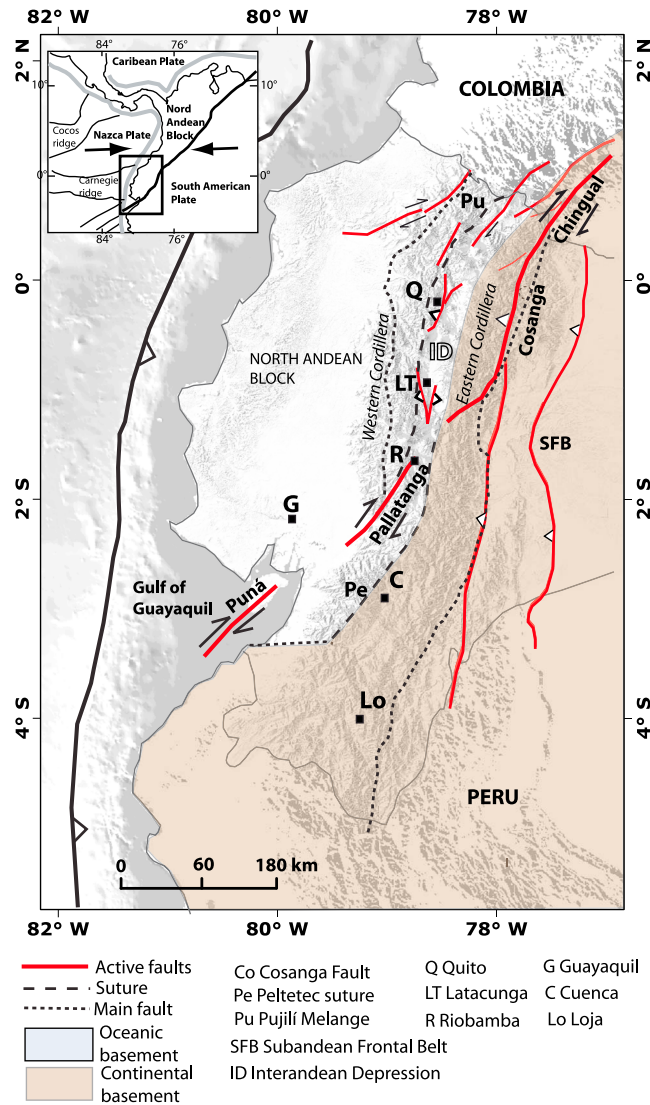 82° W
80° W
78° W
84°
76°
Caribean Plate
10°
10°
Nord
Andean
Block
Cocos
ridge
Nazca Plate
Carnegie
ridge
0°
0°
South American
Plate
84°
76°
2°N
2°N
COLOMBIA
Pu
Chingual
0°
0°
Q
Western Cordillera
ID
Eastern Cordillera
Cosanga
NORTH ANDEAN
BLOCK
LT
SFB
R
Pallatanga
2°S
2°S
G
Gulf of
Guayaquil
Puná
Pe
C
4°S
4°S
Lo
PERU
0
60
180 km
82° W
80° W
78° W
Active faults
Suture
Main fault
Oceanic
basement
Continental
basement
Co Cosanga Fault
Pe Peltetec suture
Pu Pujilí Melange
SFB Subandean Frontal Belt
ID Interandean Depression
Q Quito
LT Latacunga
R Riobamba
G Guayaquil
C Cuenca
Lo Loja